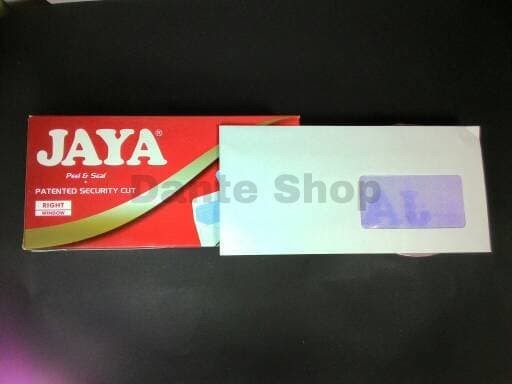 JAYA®
Peel & Seal
PATENTED SECURITY CUT
RIGHT
WINDOW
Dante Shop